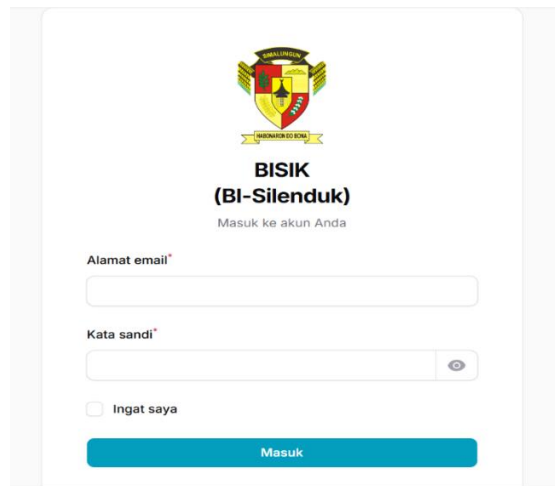 SIMALUNGUN
HABONARON DO BONA
BISIK
(BI-Silenduk)
Masuk ke akun Anda
Alamat email*
Kata sandi*
Ingat saya
Masuk